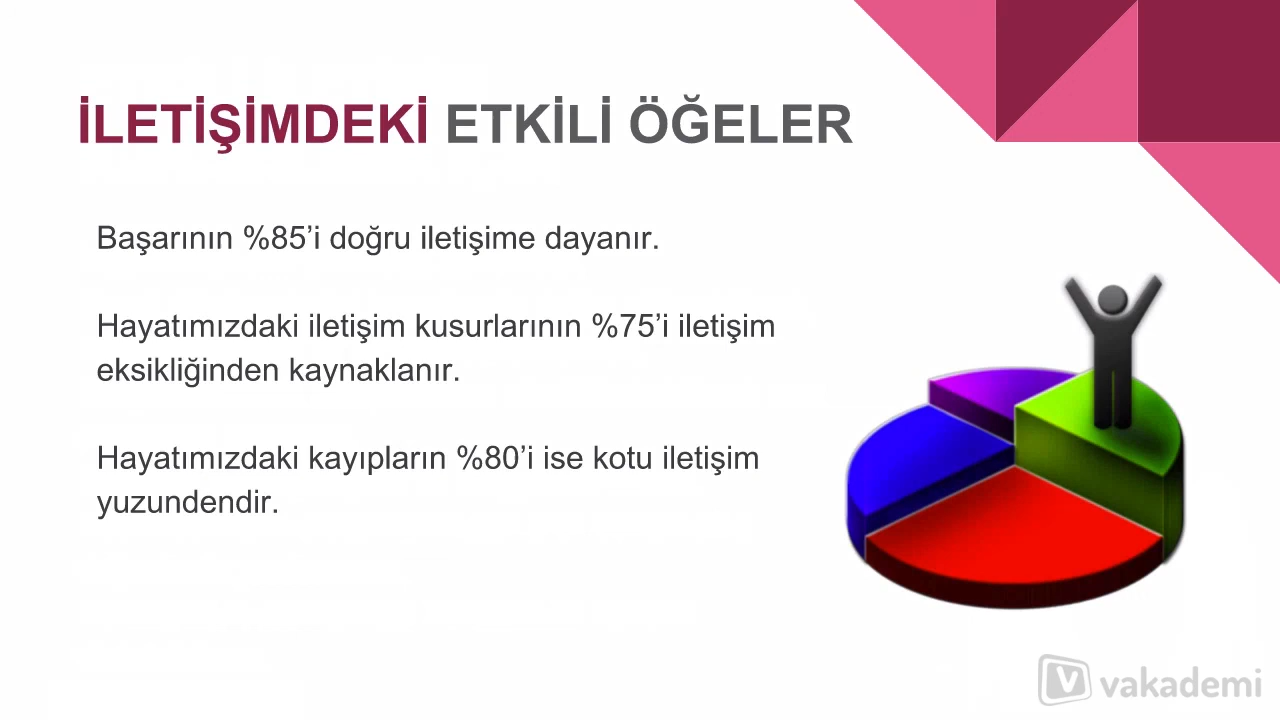 İLETİŞİMDEKİ ETKİLİ ÖĞELER
Başarının %85’i doğru iletişime dayanır.
Hayatımızdaki iletişim kusurlarının %75’i iletişim
eksikliğinden kaynaklanır.
Hayatımızdaki kayıpların %80’i ise kotu iletişim
yuzundendir.
vakademi